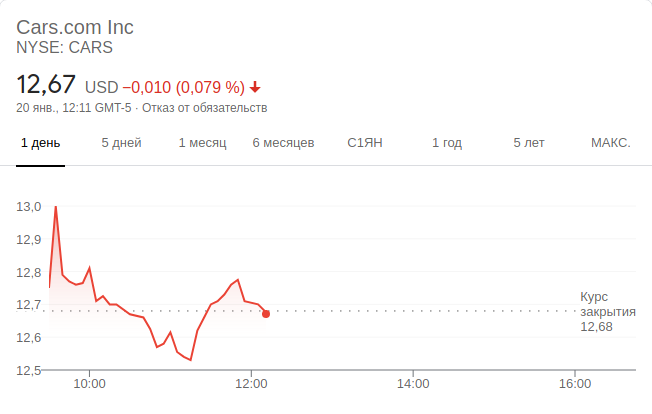 Cars.com Inc
NYSE: CARS
12,67 USD −0,010 (0,079 %)
20 янв., 12:11 GMT-5 · Отказ от обязательств
1 день 5 дней 1 месяц 6 месяцев С1ЯН 1 год 5 лет МАКС.
13,0
12,9
12,8
12,7
12,6
12,5
Курс
закрытия
12,68
10:00 12:00 14:00 16:00